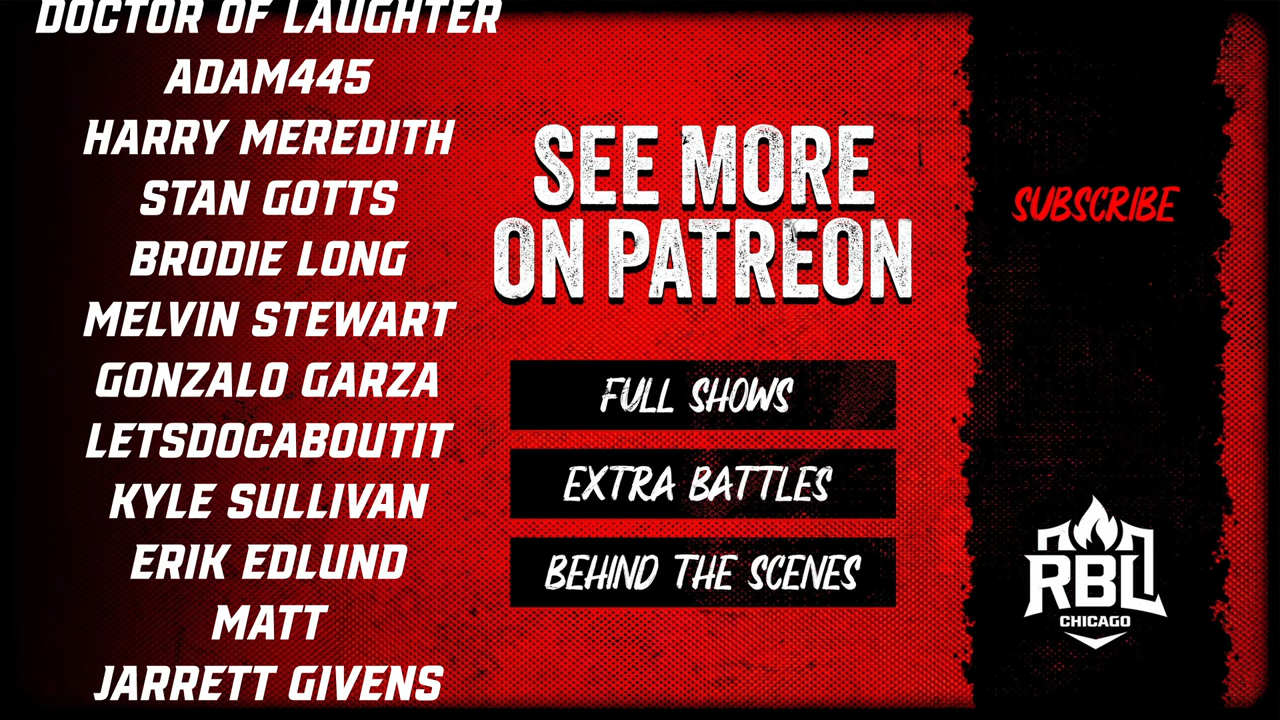 DOCTOR OF LAUGHTER
ADAM445
HARRY MEREDITH
STAN GOTTS
BRODIE LONG
MELVIN STEWART
GONZALO GARZA
LETSDOCABOUTIT
KYLE SULLIVAN
ERIK EDLUND
MATT
JARRETT GIVENS
SEE MORE
ON PATREON
FULL SHOWS
EXTRA BATTLES
BEHIND THE SCENES
SUBSCRIBE
RBL
CHICAGO